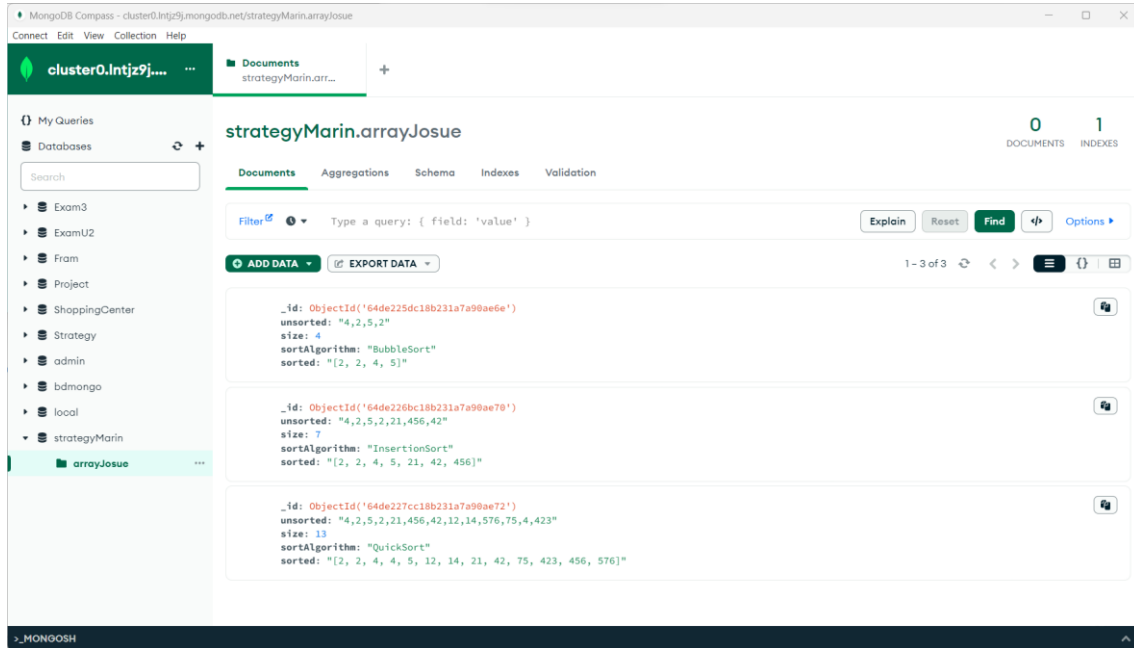 MongoDB Compass - cluster0.lntjz9j.mongodb.net/strategyMarin.arrayJosue
Connect Edit View Collection Help
cluster0.lntjz9j.... ...
Documents
strategyMarin.arr...
+
{} My Queries
Databases
+
Search
Exam3
ExamU2
Fram
Project
ShoppingCenter
Strategy
admin
bdmongo
local
strategyMarin
arrayJosue
...
strategyMarin.arrayJosue
0
DOCUMENTS
1
INDEXES
Documents Aggregations Schema Indexes Validation
Filter Type a query: { field: 'value' } Explain Reset Find </> Options
ADD DATA EXPORT DATA 1 – 3 of 3 < > {}
_id: ObjectId('64de225dc18b231a7a90ae6e')
unsorted: "4,2,5,2"
size: 4
sortAlgorithm: "BubbleSort"
sorted: "[2, 2, 4, 5]"
_id: ObjectId('64de226bc18b231a7a90ae70')
unsorted: "4,2,5,2,21,456,42"
size: 7
sortAlgorithm: "InsertionSort"
sorted: "[2, 2, 4, 5, 21, 42, 456]"
_id: ObjectId('64de227cc18b231a7a90ae72')
unsorted: "4,2,5,2,21,456,42,12,14,576,75,4,423"
size: 13
sortAlgorithm: "QuickSort"
sorted: "[2, 2, 4, 4, 5, 12, 14, 21, 42, 75, 423, 456, 576]"
>_MONGOSH